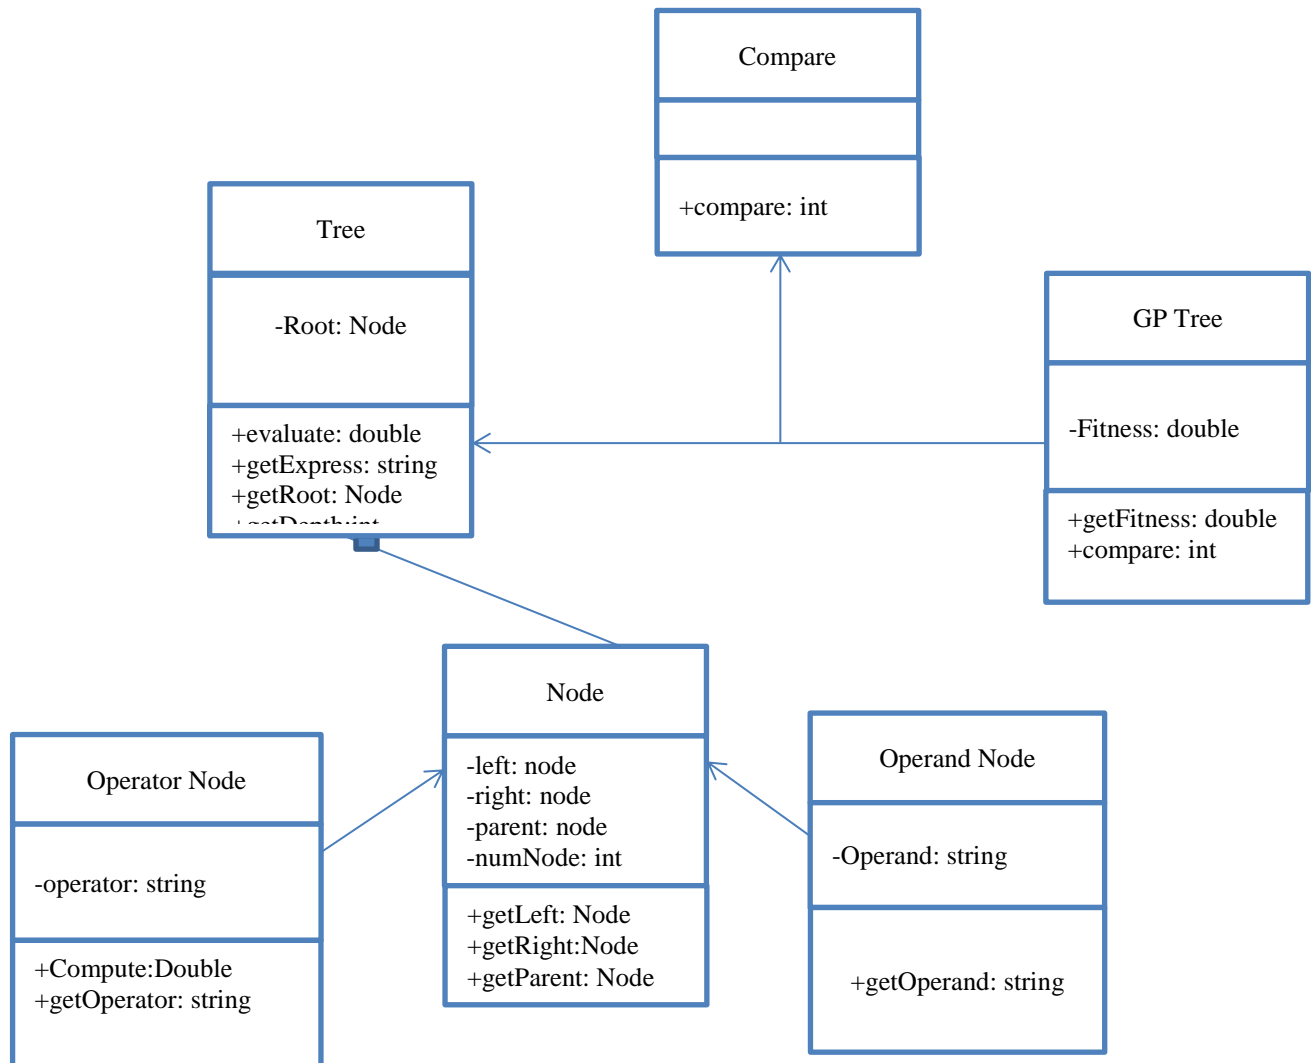 Compare
+compare: int
Tree
-Root: Node
+evaluate: double
+getExpress: string
+getRoot: Node
+getDepth:int
GP Tree
-Fitness: double
+getFitness: double
+compare: int
Node
-left: node
-right: node
-parent: node
-numNode: int
+getLeft: Node
+getRight:Node
+getParent: Node
Operator Node
-operator: string
+Compute:Double
+getOperator: string
Operand Node
-Operand: string
+getOperand: string